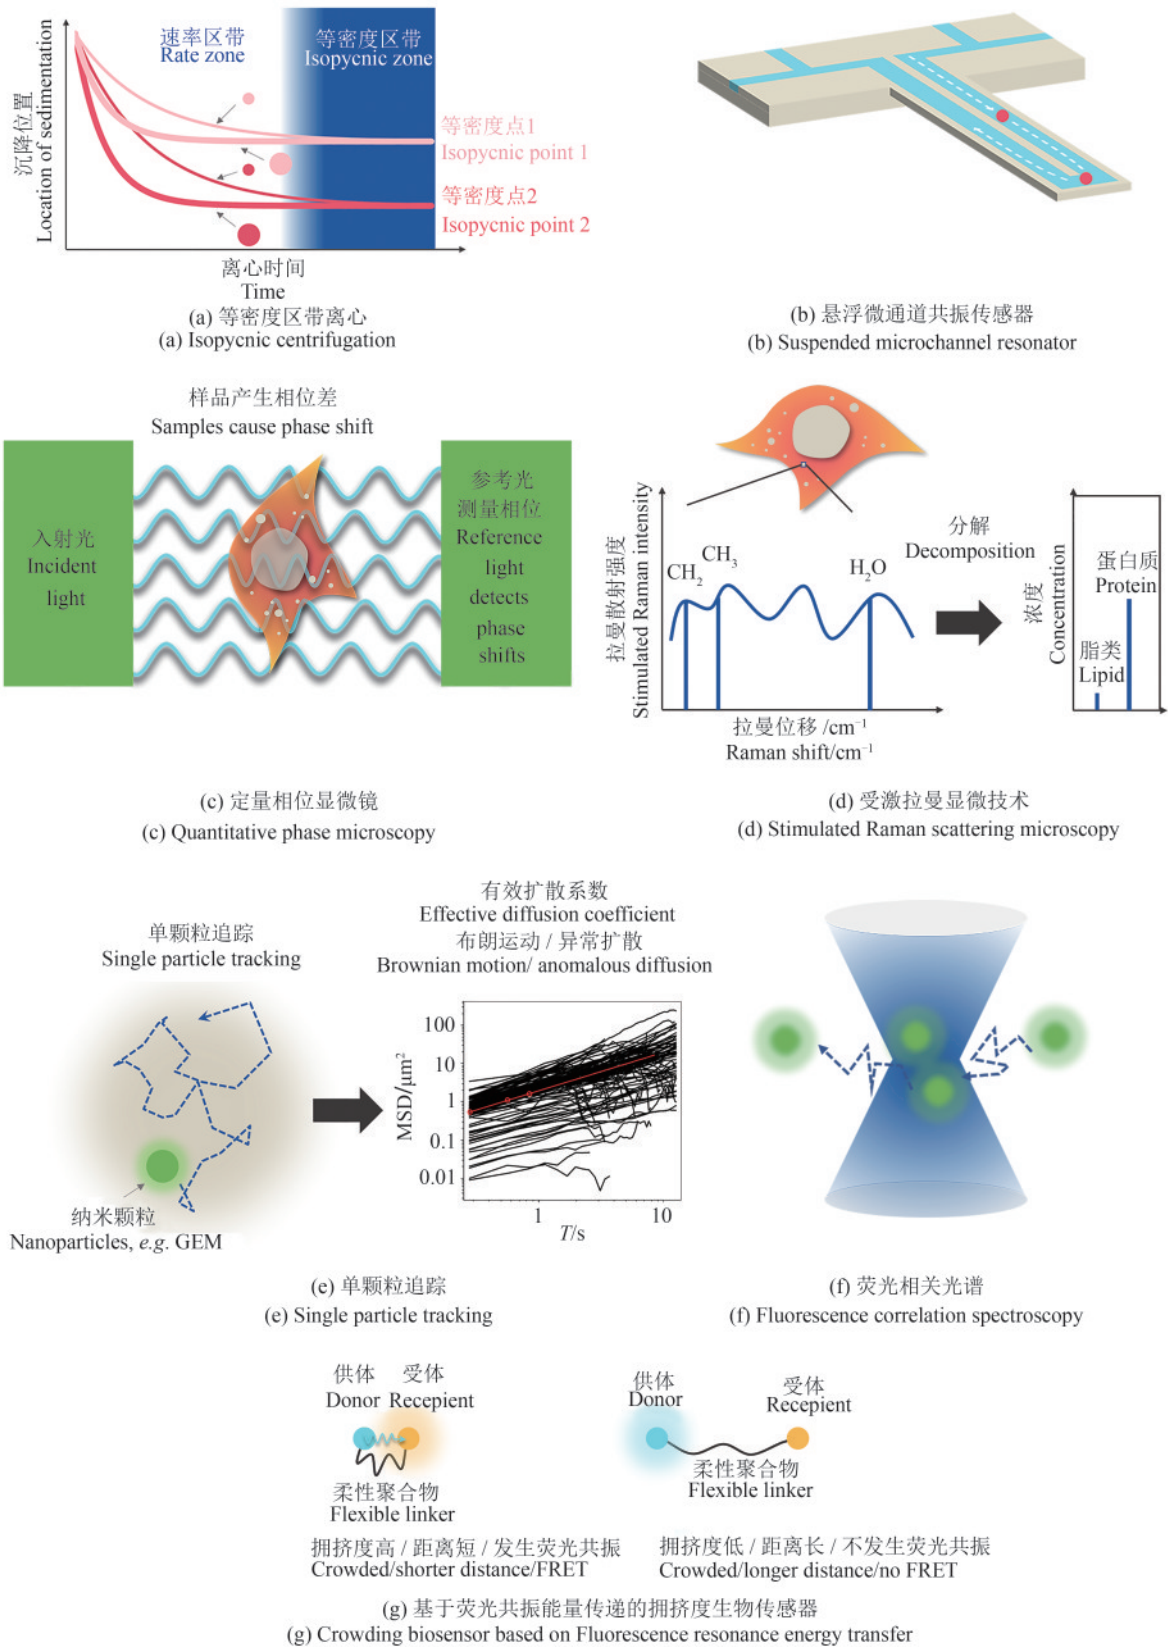 速率区带
Rate zone
等密度区带
Isopycnic zone
沉降位置
Location of sedimentation
等密度点1
Isopycnic point 1
等密度点2
Isopycnic point 2
离心时间
Time
(a) 等密度区带离心
(a) Isopycnic centrifugation
(b) 悬浮微通道共振传感器
(b) Suspended microchannel resonator
样品产生相位差
Samples cause phase shift
入射光
Incident
light
参考光
测量相位
Reference
light
detects
phase
shifts
(c) 定量相位显微镜
(c) Quantitative phase microscopy
拉曼散射强度
Stimulated Raman intensity
CH₂
CH₃
H₂O
拉曼位移 /cm⁻¹
Raman shift/cm⁻¹
分解
Decomposition
浓度
Concentration
蛋白质
Protein
脂类
Lipid
(d) 受激拉曼显微技术
(d) Stimulated Raman scattering microscopy
单颗粒追踪
Single particle tracking
纳米颗粒
Nanoparticles, e.g. GEM
有效扩散系数
Effective diffusion coefficient
布朗运动 / 异常扩散
Brownian motion/ anomalous diffusion
MSD/μm²
100
10
1
0.1
0.01
1
10
T/s
(e) 单颗粒追踪
(e) Single particle tracking
(f) 荧光相关光谱
(f) Fluorescence correlation spectroscopy
供体
Donor
受体
Recepient
柔性聚合物
Flexible linker
拥挤度高 / 距离短 / 发生荧光共振
Crowded/shorter distance/FRET
供体
Donor
受体
Recepient
柔性聚合物
Flexible linker
拥挤度低 / 距离长 / 不发生荧光共振
Crowded/longer distance/no FRET
(g) 基于荧光共振能量传递的拥挤度生物传感器
(g) Crowding biosensor based on Fluorescence resonance energy transfer